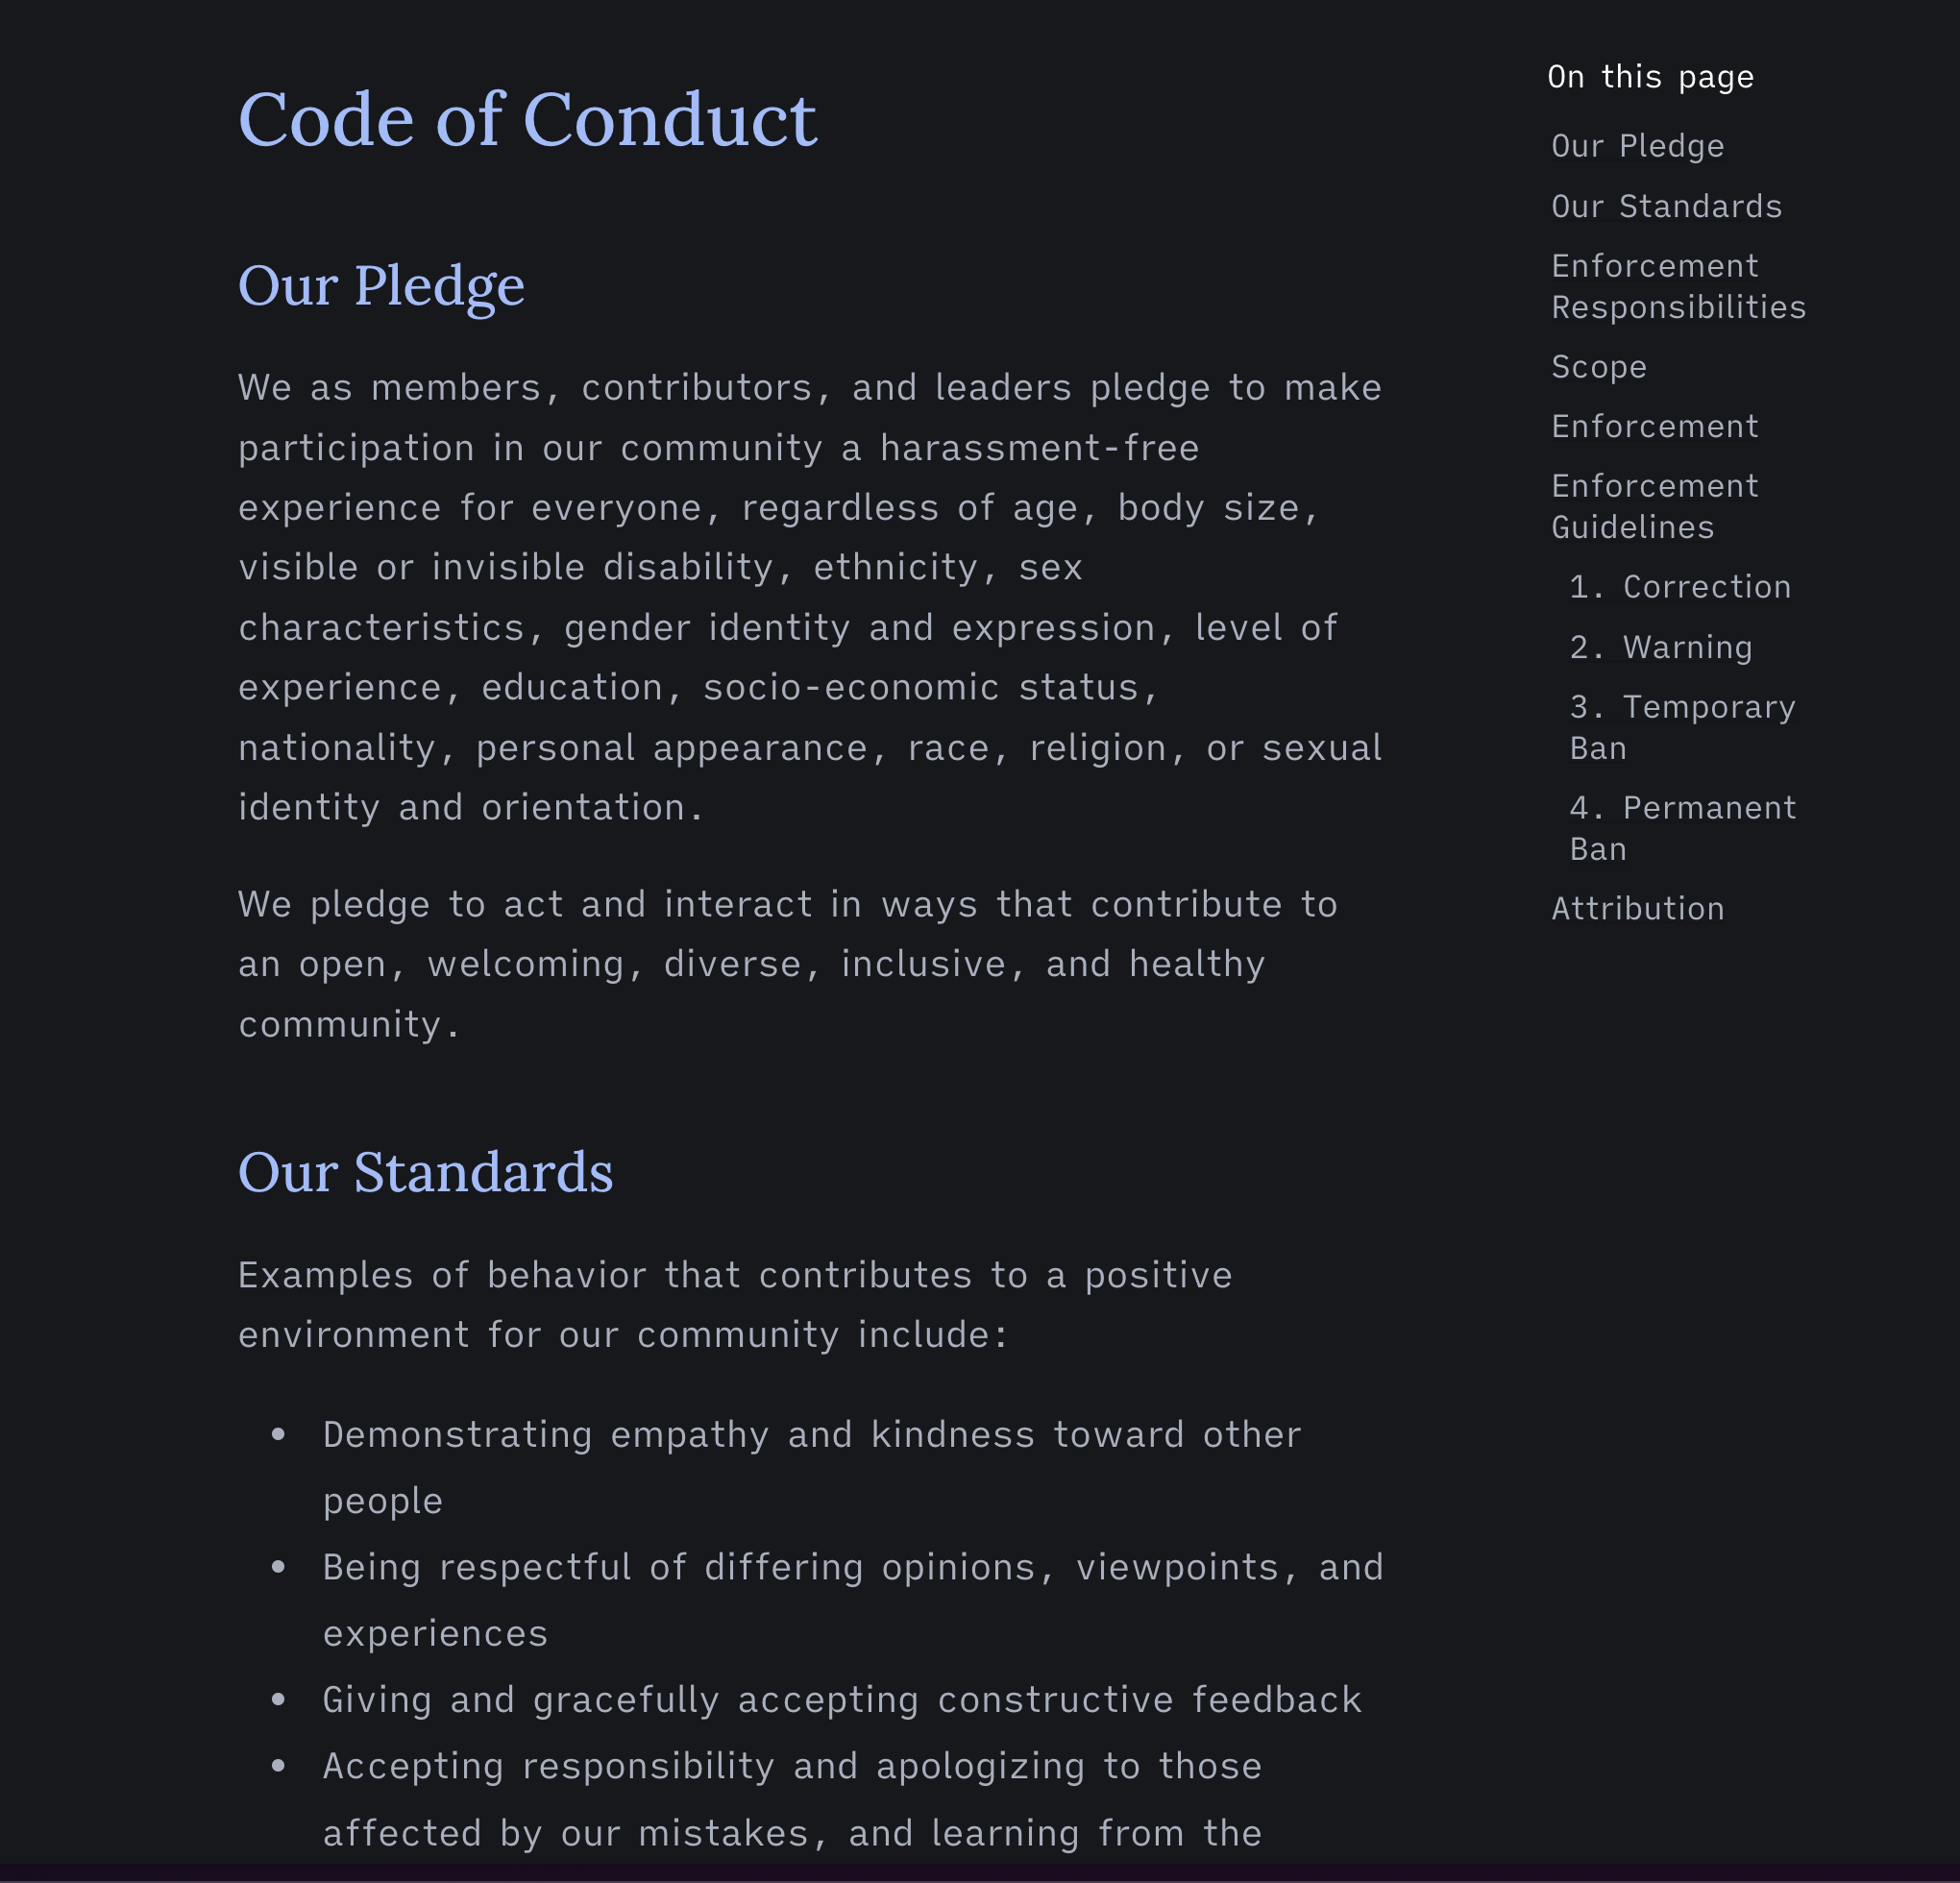 Code of Conduct
Our Pledge
We as members, contributors, and leaders pledge to make
participation in our community a harassment-free
experience for everyone, regardless of age, body size,
visible or invisible disability, ethnicity, sex
characteristics, gender identity and expression, level of
experience, education, socio-economic status,
nationality, personal appearance, race, religion, or sexual
identity and orientation.
We pledge to act and interact in ways that contribute to
an open, welcoming, diverse, inclusive, and healthy
community.
Our Standards
Examples of behavior that contributes to a positive
environment for our community include:
• Demonstrating empathy and kindness toward other
people
• Being respectful of differing opinions, viewpoints, and
experiences
• Giving and gracefully accepting constructive feedback
• Accepting responsibility and apologizing to those
affected by our mistakes, and learning from the
On this page
Our Pledge
Our Standards
Enforcement
Responsibilities
Scope
Enforcement
Enforcement
Guidelines
1. Correction
2. Warning
3. Temporary
Ban
4. Permanent
Ban
Attribution